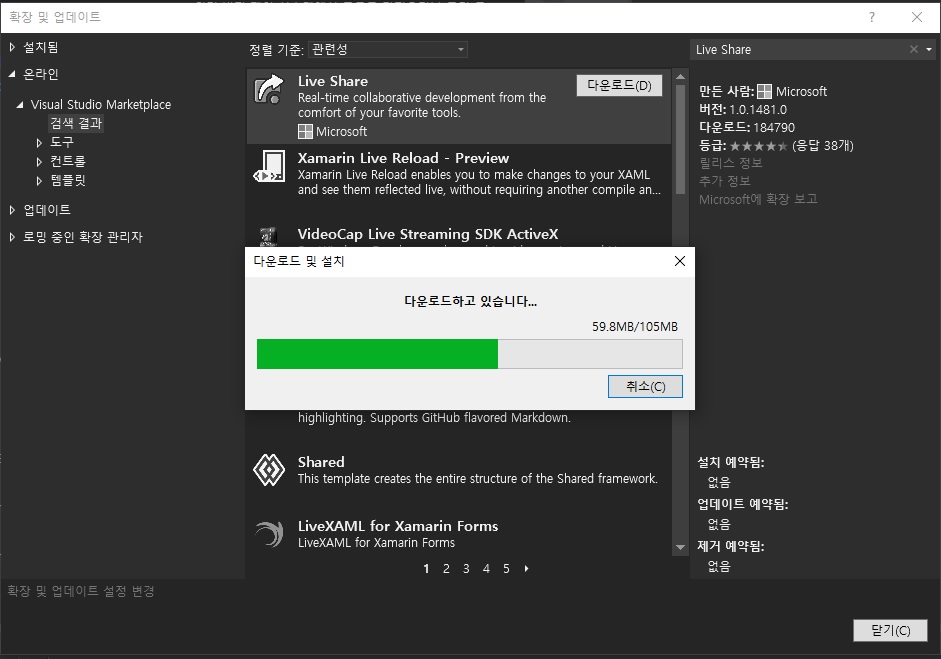 확장 및 업데이트
설치됨
온라인
Visual Studio Marketplace
검색 결과
도구
컨트롤
템플릿
업데이트
로밍 중인 확장 관리자
정렬 기준: 관련성
Live Share
다운로드(D)
Real-time collaborative development from the
comfort of your favorite tools.
Microsoft
Xamarin Live Reload - Preview
Xamarin Live Reload enables you to make changes to your XAML
and see them reflected live, without requiring another compile an...
VideoCap Live Streaming SDK ActiveX
다운로드 및 설치
다운로드하고 있습니다...
59.8MB/105MB
취소(C)
highlighting. Supports GitHub flavored Markdown.
Shared
This template creates the entire structure of the Shared framework.
LiveXAML for Xamarin Forms
LiveXAML for Xamarin Forms
1 2 3 4 5
Live Share
만든 사람: Microsoft
버전: 1.0.1481.0
다운로드: 184790
등급: ★★★★★ (응답 38개)
릴리스 정보
추가 정보
Microsoft에 확장 보고
설치 예약됨:
없음
업데이트 예약됨:
없음
제거 예약됨:
없음
확장 및 업데이트 설정 변경
닫기(C)